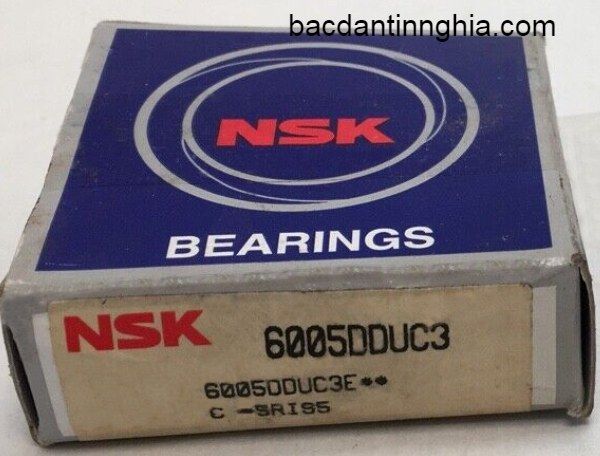 bacdantinnghia.com
NSK
BEARINGS
NSK 6005DDUC3
6005DDUC3E**
C -SRIS5